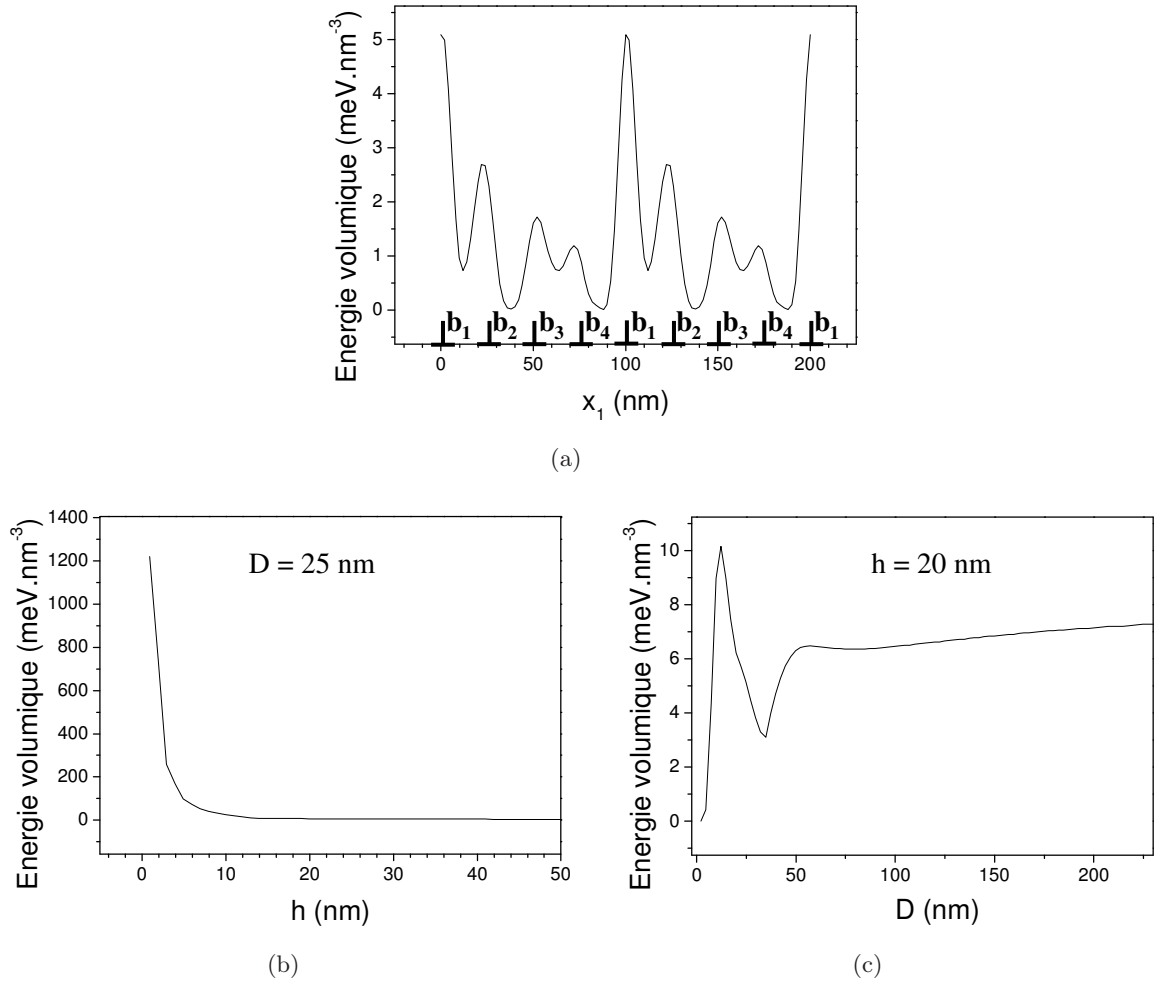 Energie volumique (meV.nm-3)
5
4
3
2
1
0
b1 b2 b3 b4 b1 b2 b3 b4 b1
0 50 100 150 200
x1 (nm)
(a)
Energie volumique (meV.nm-3)
1400
1200
1000
800
600
400
200
0
D = 25 nm
0 10 20 30 40 50
h (nm)
(b)
Energie volumique (meV.nm-3)
10
8
6
4
2
0
h = 20 nm
0 50 100 150 200
D (nm)
(c)